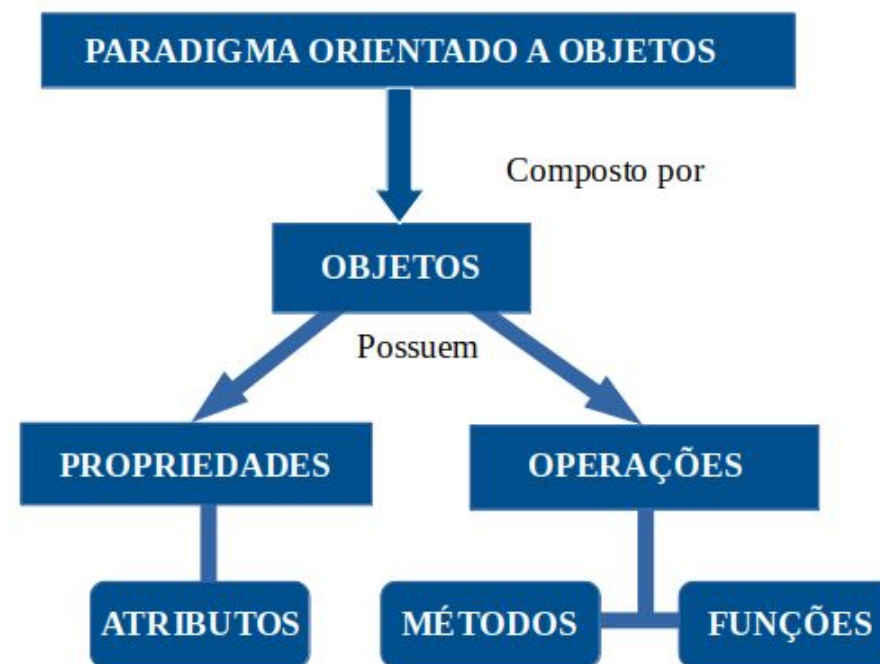 PARADIGMA ORIENTADO A OBJETOS
Composto por
OBJETOS
Possuem
PROPRIEDADES
OPERAÇÕES
ATRIBUTOS
MÉTODOS
FUNÇÕES